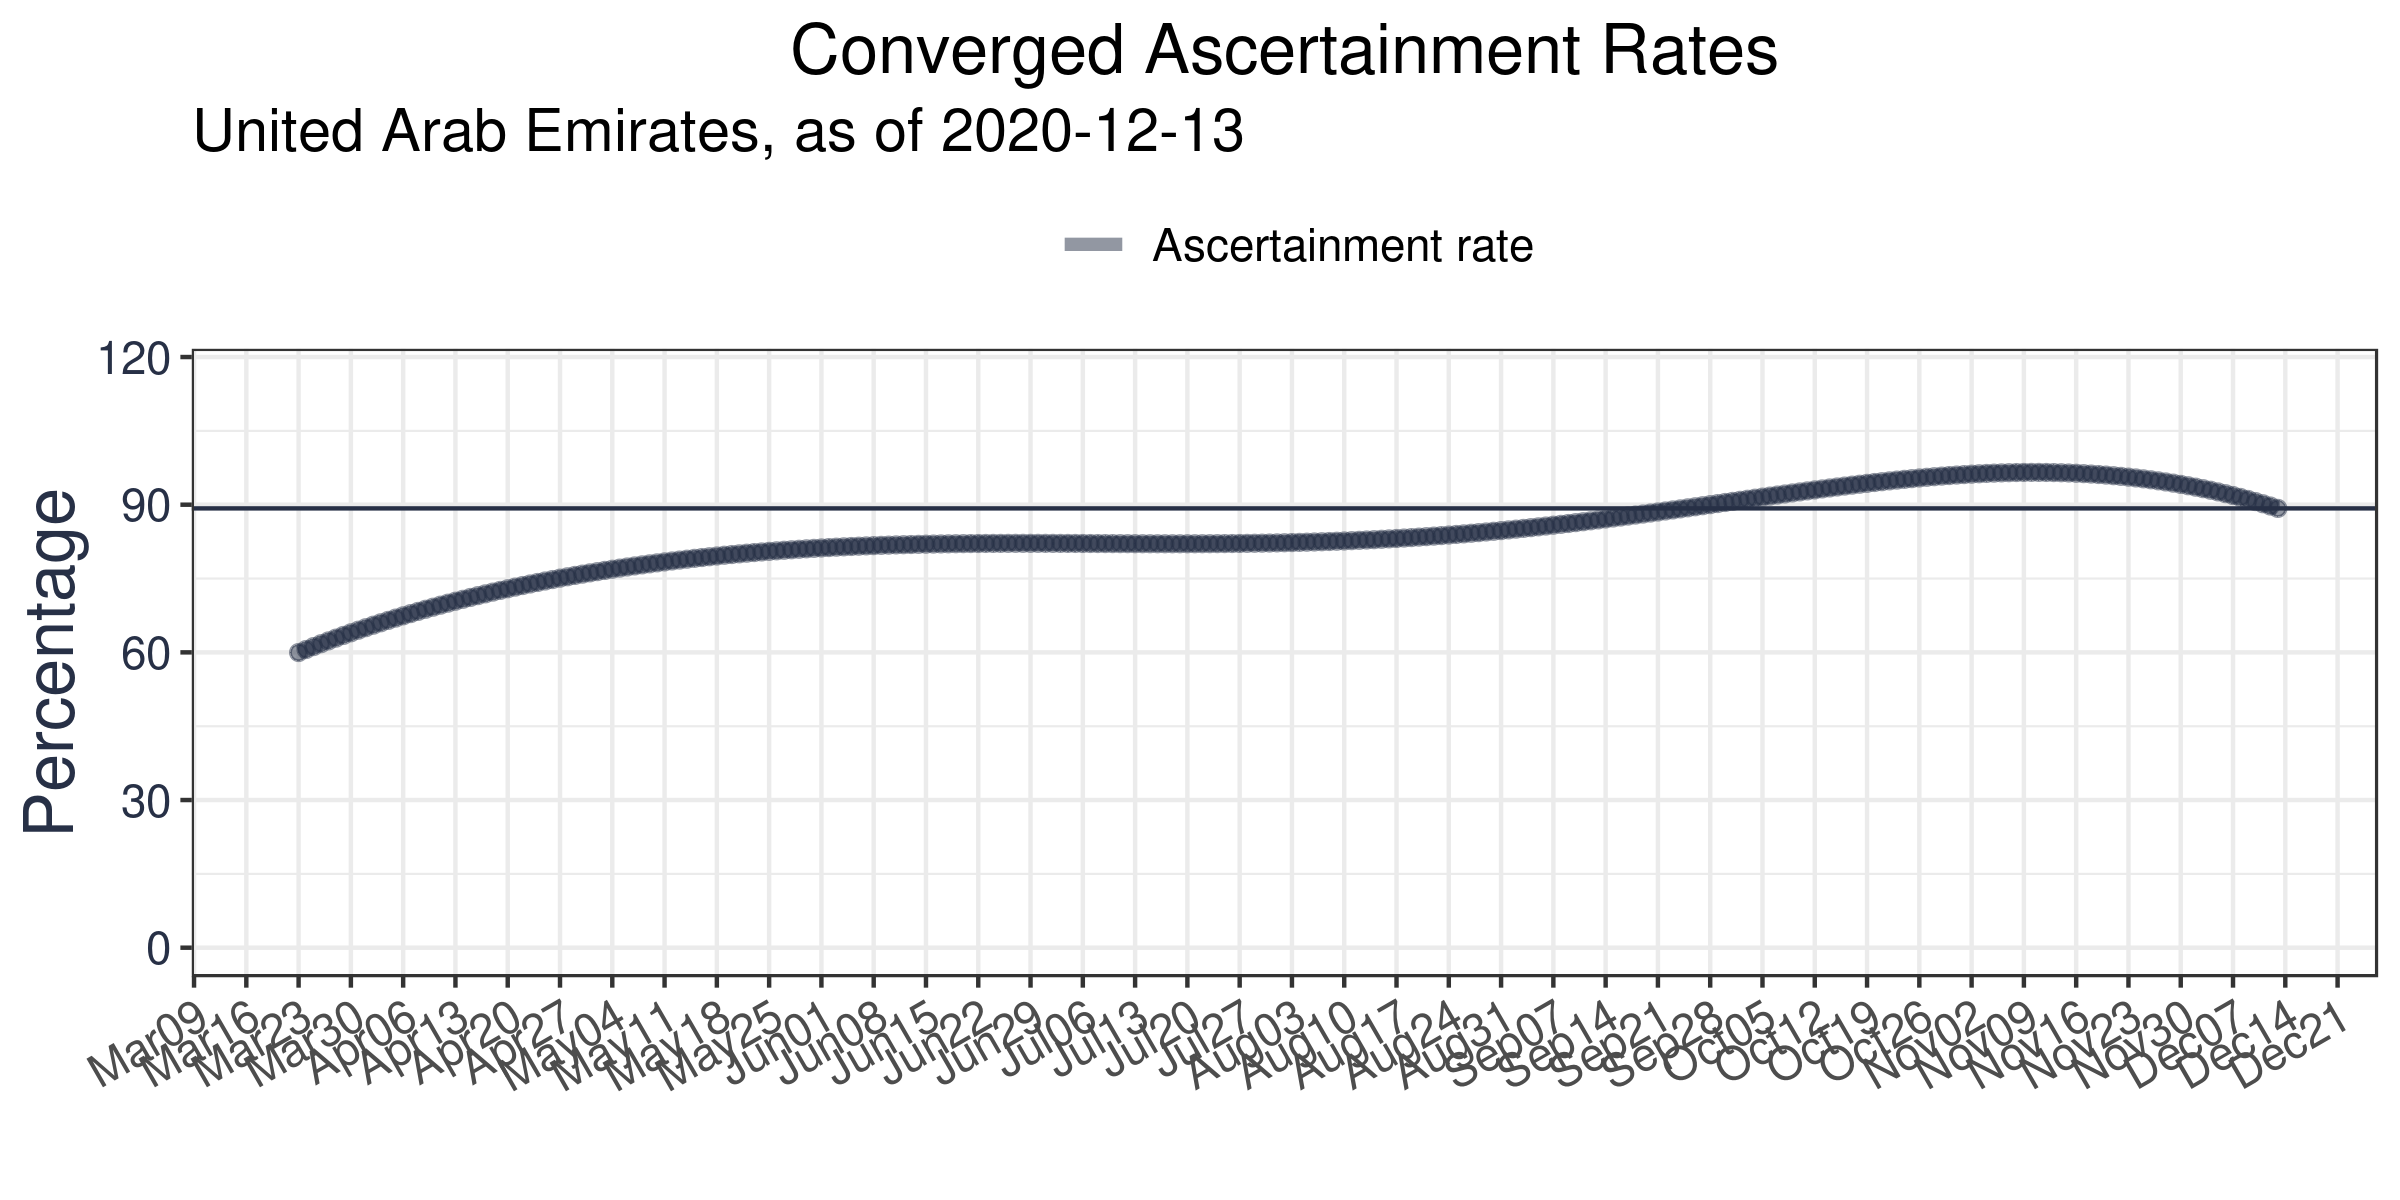 Converged Ascertainment Rates
United Arab Emirates, as of 2020-12-13
Ascertainment rate
Percentage
120
90
60
30
0
Mar09
Mar16
Mar23
Mar30
Apr06
Apr13
Apr20
Apr27
May04
May11
May18
May25
Jun01
Jun08
Jun15
Jun22
Jun29
Jul06
Jul13
Jul20
Jul27
Aug03
Aug10
Aug17
Aug24
Aug31
Sep07
Sep14
Sep21
Sep28
Oct05
Oct12
Oct19
Oct26
Nov02
Nov09
Nov16
Nov23
Nov30
Dec07
Dec14
Dec21